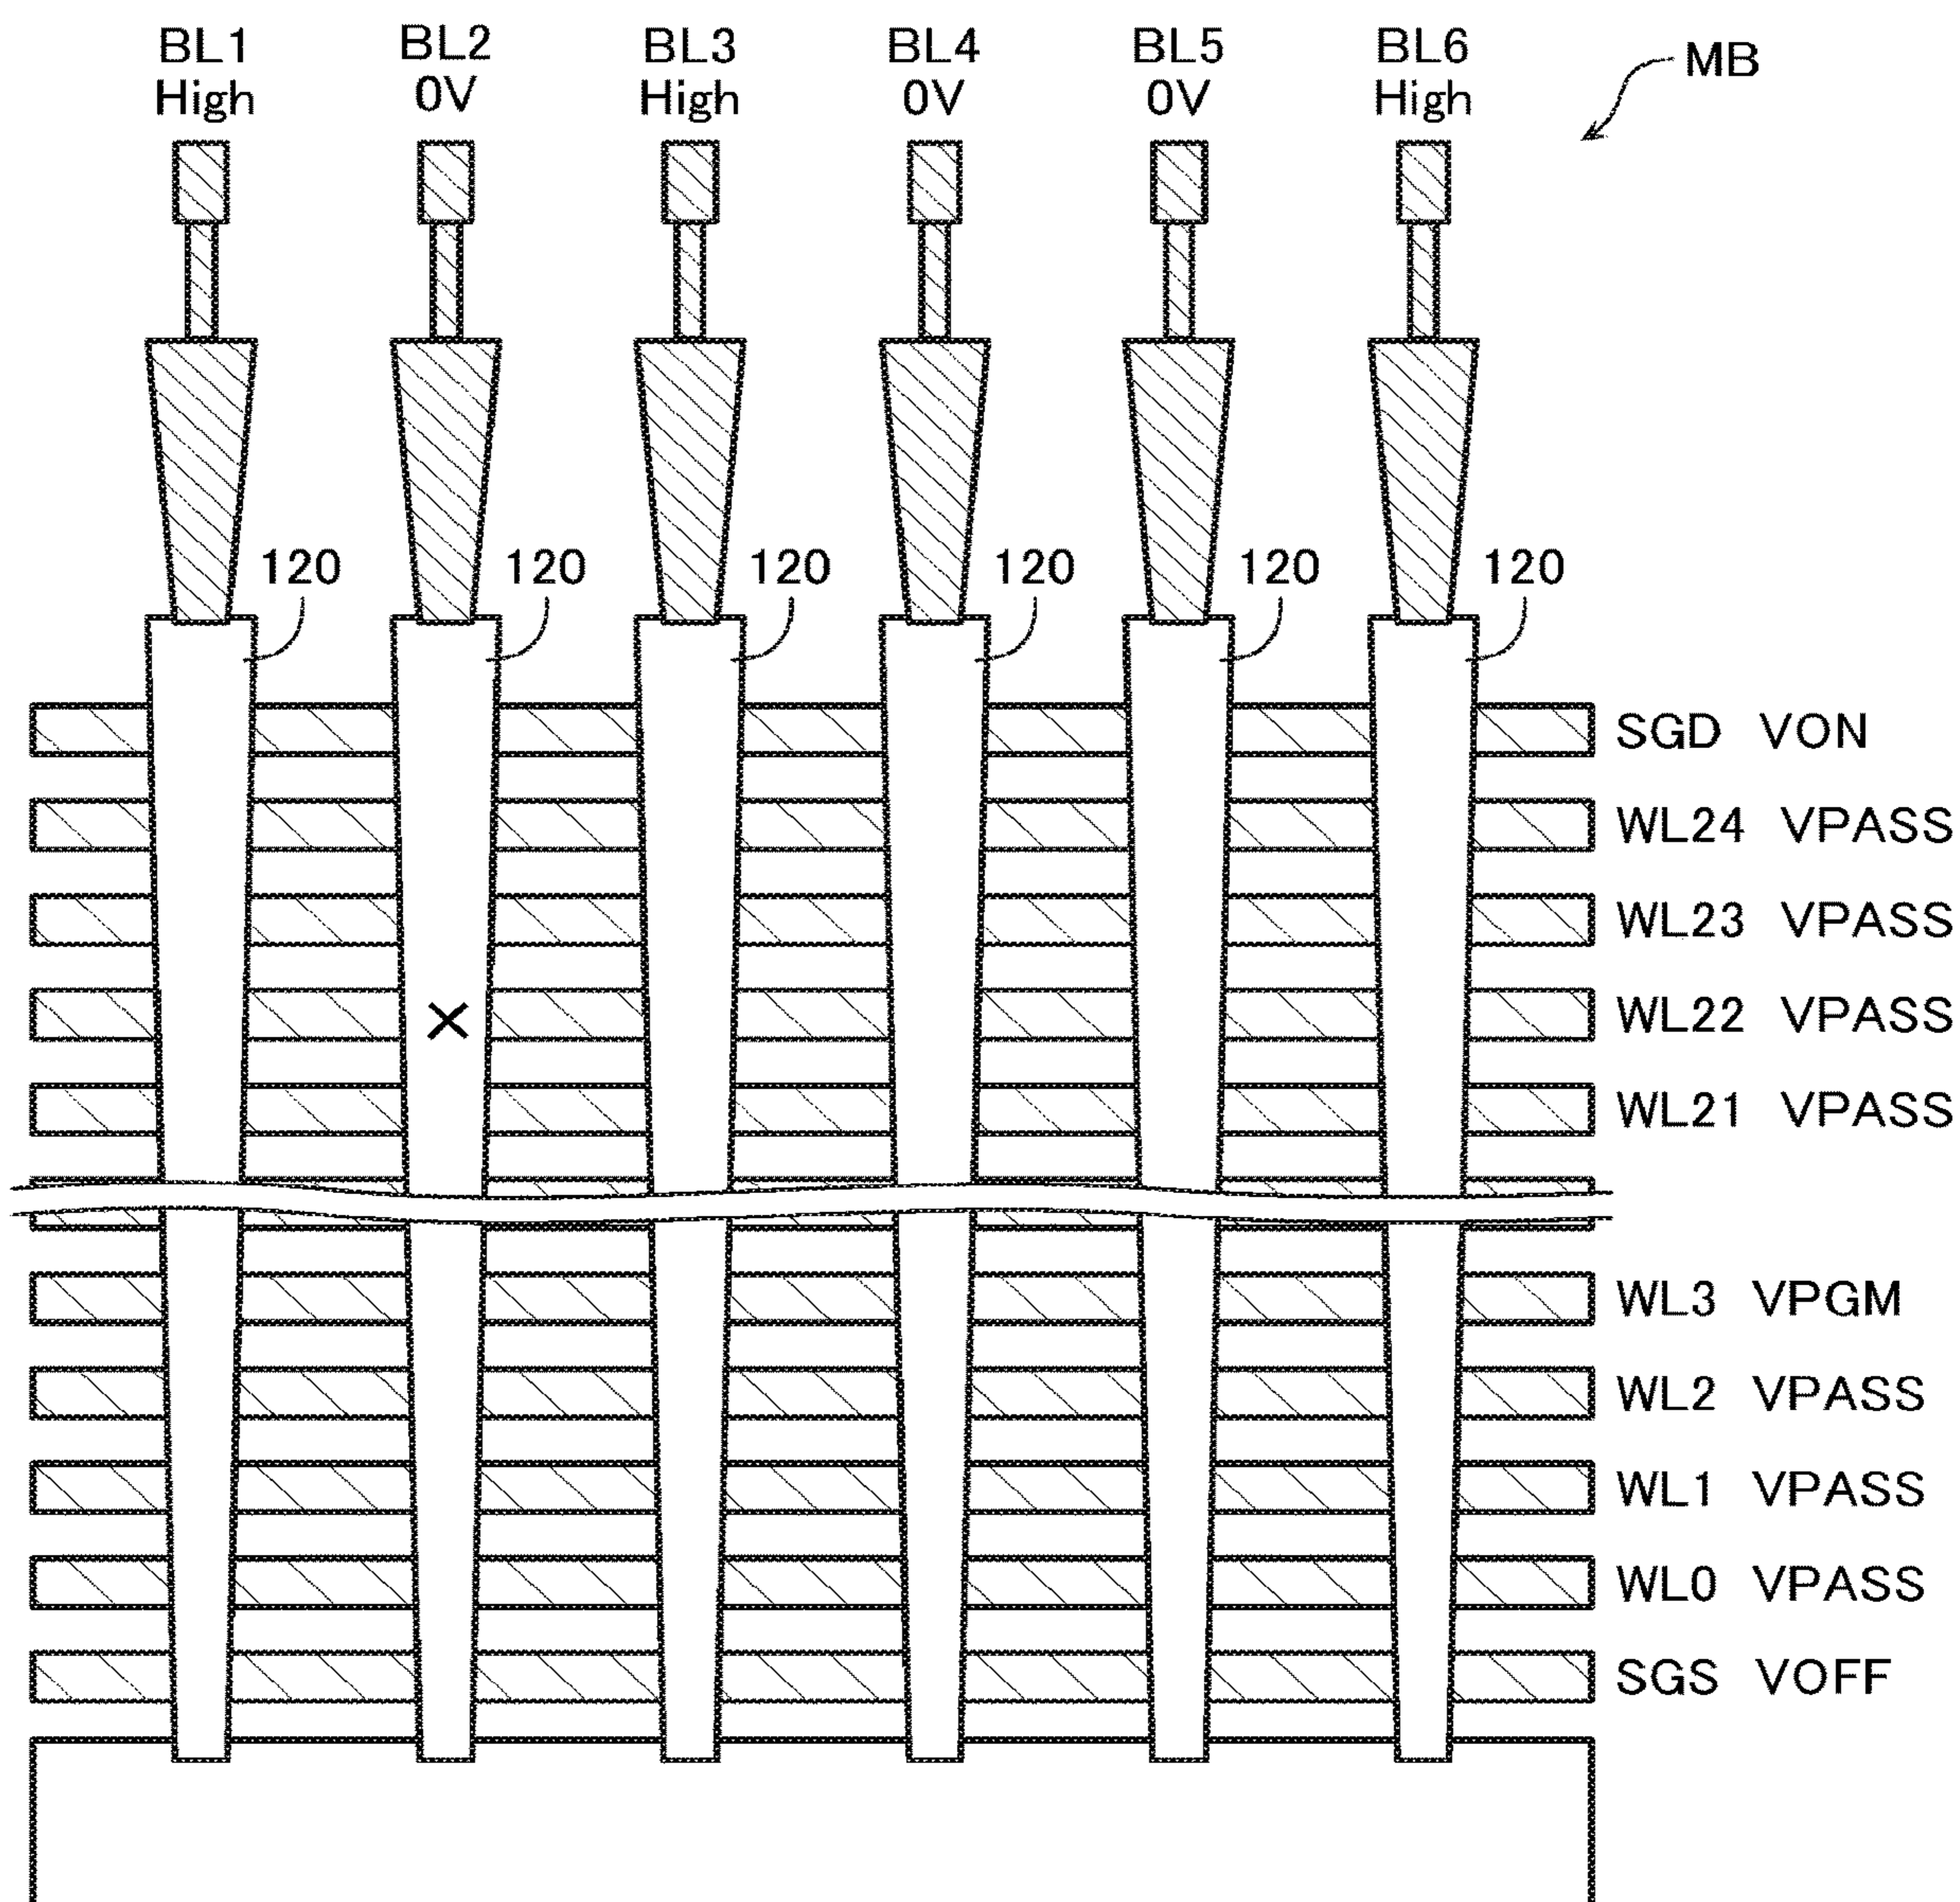 BL1 BL2 BL3 BL4 BL5 BL6
High 0V High 0V 0V High
MB
120 120 120 120 120 120
SGD VON
WL24 VPASS
WL23 VPASS
WL22 VPASS
×
WL21 VPASS
WL3 VPGM
WL2 VPASS
WL1 VPASS
WL0 VPASS
SGS VOFF